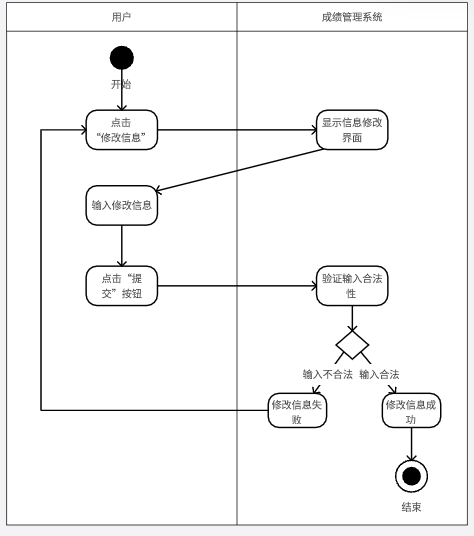 用户
成绩管理系统
开始
点击
“修改信息”
显示信息修改
界面
输入修改信息
点击“提
交”按钮
验证输入合法
性
输入不合法
输入合法
修改信息失
败
修改信息成
功
结束